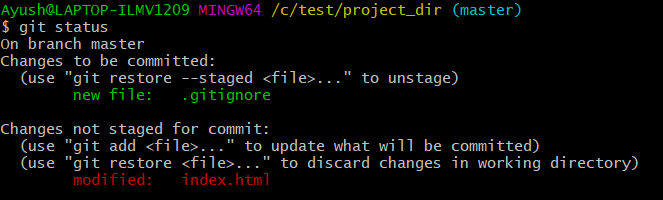 Ayush@LAPTOP-ILMV1209 MINGW64 /c/test/project_dir (master)
$ git status
On branch master
Changes to be committed:
  (use "git restore --staged <file>..." to unstage)
        new file:   .gitignore

Changes not staged for commit:
  (use "git add <file>..." to update what will be committed)
  (use "git restore <file>..." to discard changes in working directory)
        modified:   index.html